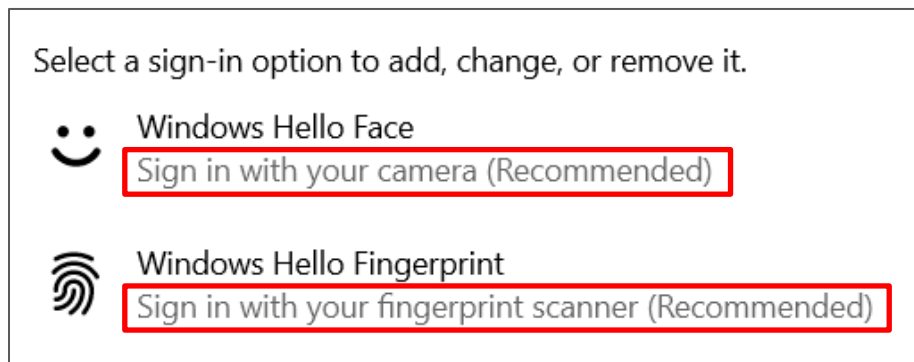 Select a sign-in option to add, change, or remove it.
Windows Hello Face
Sign in with your camera (Recommended)
Windows Hello Fingerprint
Sign in with your fingerprint scanner (Recommended)